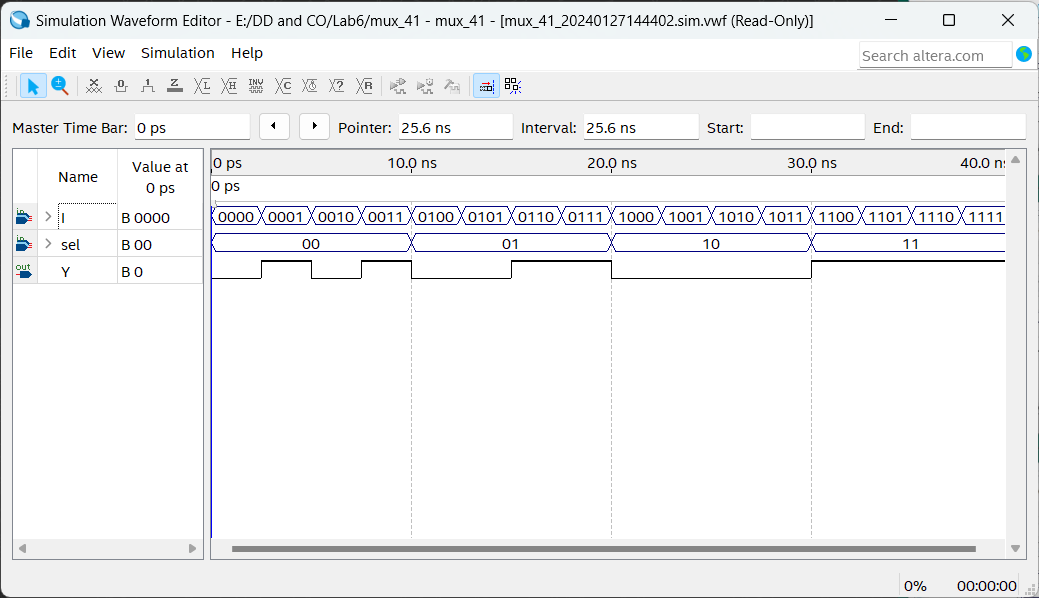 Simulation Waveform Editor - E:/DD and CO/Lab6/mux_41 - mux_41 - [mux_41_20240127144402.sim.vwf (Read-Only)]
File Edit View Simulation Help
Search altera.com
Master Time Bar: 0 ps Pointer: 25.6 ns Interval: 25.6 ns Start: End:
Name Value at 0 ps
0 ps 10.0 ns 20.0 ns 30.0 ns 40.0 n
0 ps
I B 0000 0000 0001 0010 0011 0100 0101 0110 0111 1000 1001 1010 1011 1100 1101 1110 1111
sel B 00 00 01 10 11
out Y B 0
0% 00:00:00